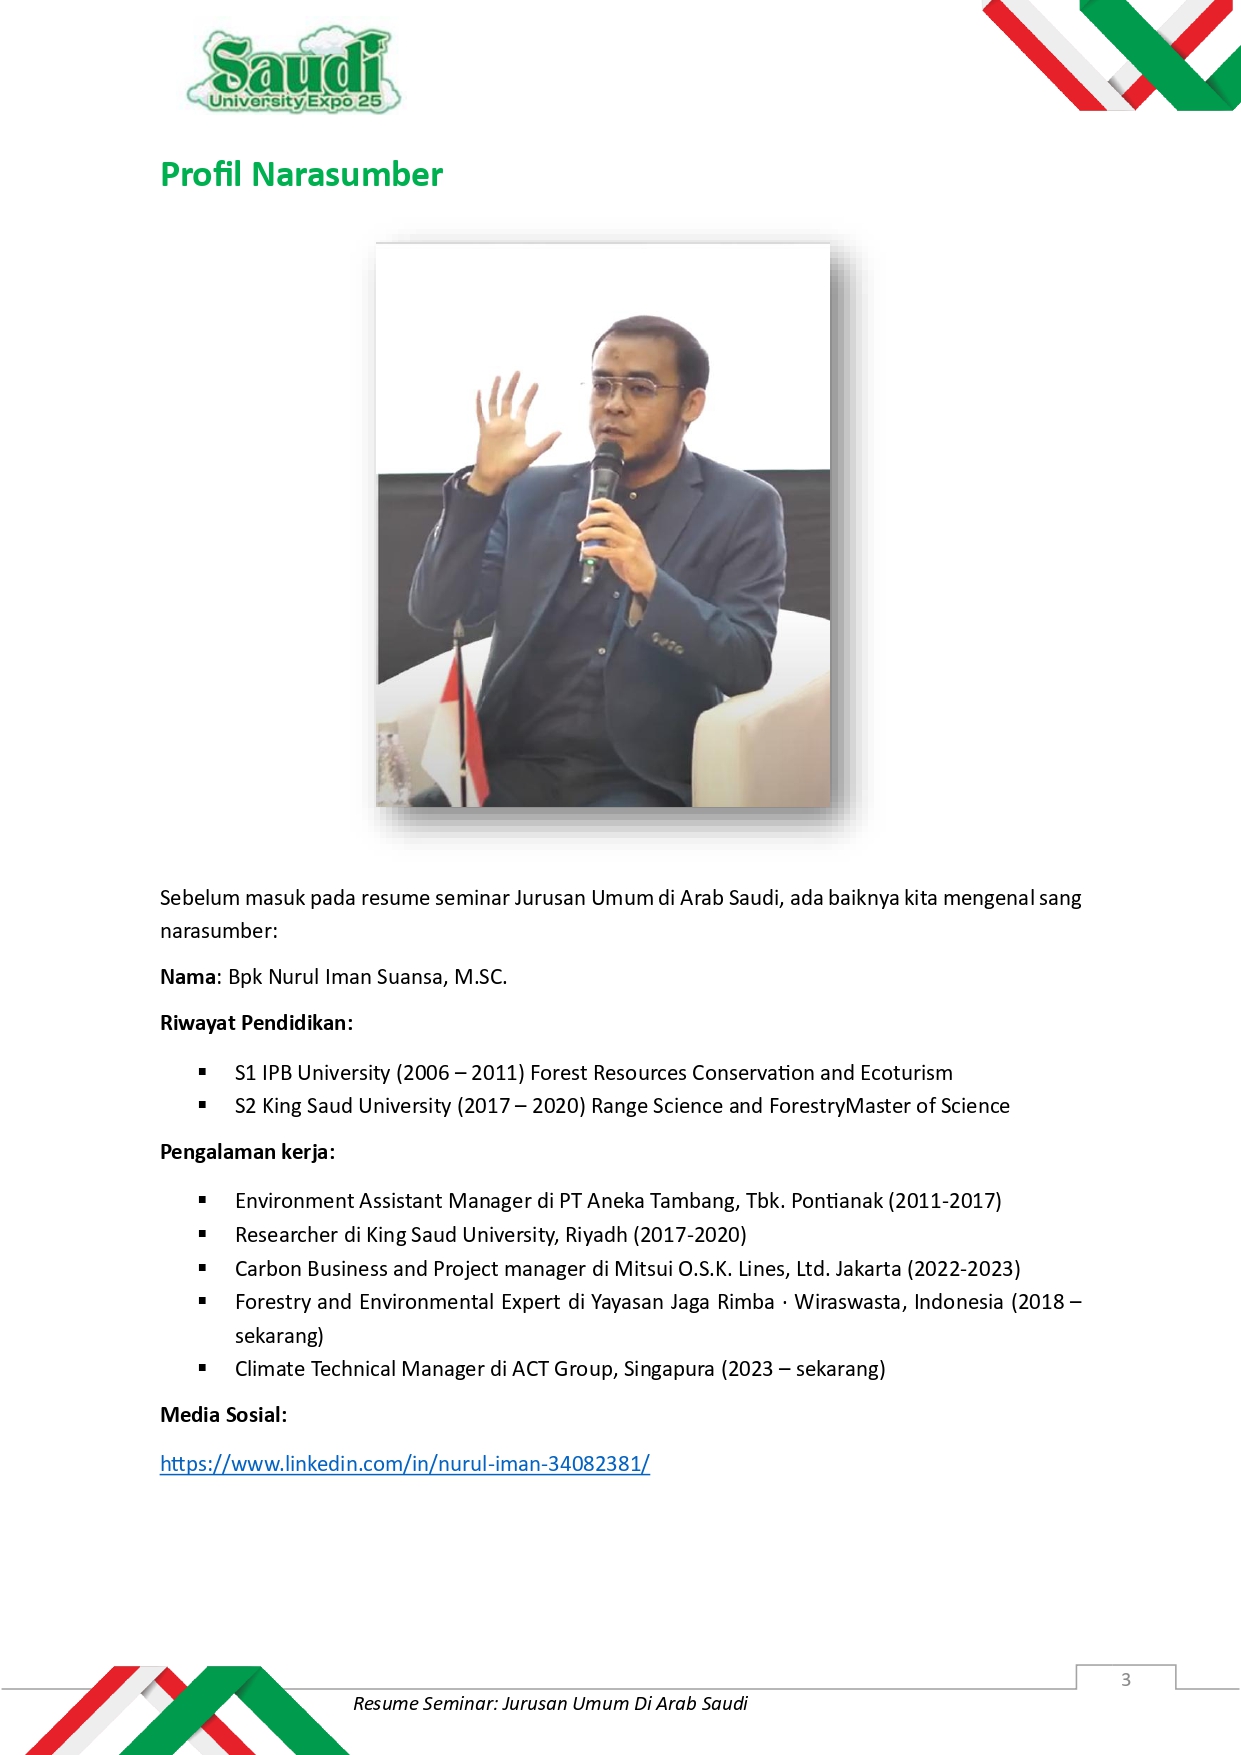 Saudi
University Expo 25
Profil Narasumber
Sebelum masuk pada resume seminar Jurusan Umum di Arab Saudi, ada baiknya kita mengenal sang
narasumber:
Nama: Bpk Nurul Iman Suansa, M.SC.
Riwayat Pendidikan:
▪ S1 IPB University (2006 – 2011) Forest Resources Conservation and Ecoturism
▪ S2 King Saud University (2017 – 2020) Range Science and ForestryMaster of Science
Pengalaman kerja:
▪ Environment Assistant Manager di PT Aneka Tambang, Tbk. Pontianak (2011-2017)
▪ Researcher di King Saud University, Riyadh (2017-2020)
▪ Carbon Business and Project manager di Mitsui O.S.K. Lines, Ltd. Jakarta (2022-2023)
▪ Forestry and Environmental Expert di Yayasan Jaga Rimba · Wiraswasta, Indonesia (2018 –
sekarang)
▪ Climate Technical Manager di ACT Group, Singapura (2023 – sekarang)
Media Sosial:
https://www.linkedin.com/in/nurul-iman-34082381/
3
Resume Seminar: Jurusan Umum Di Arab Saudi